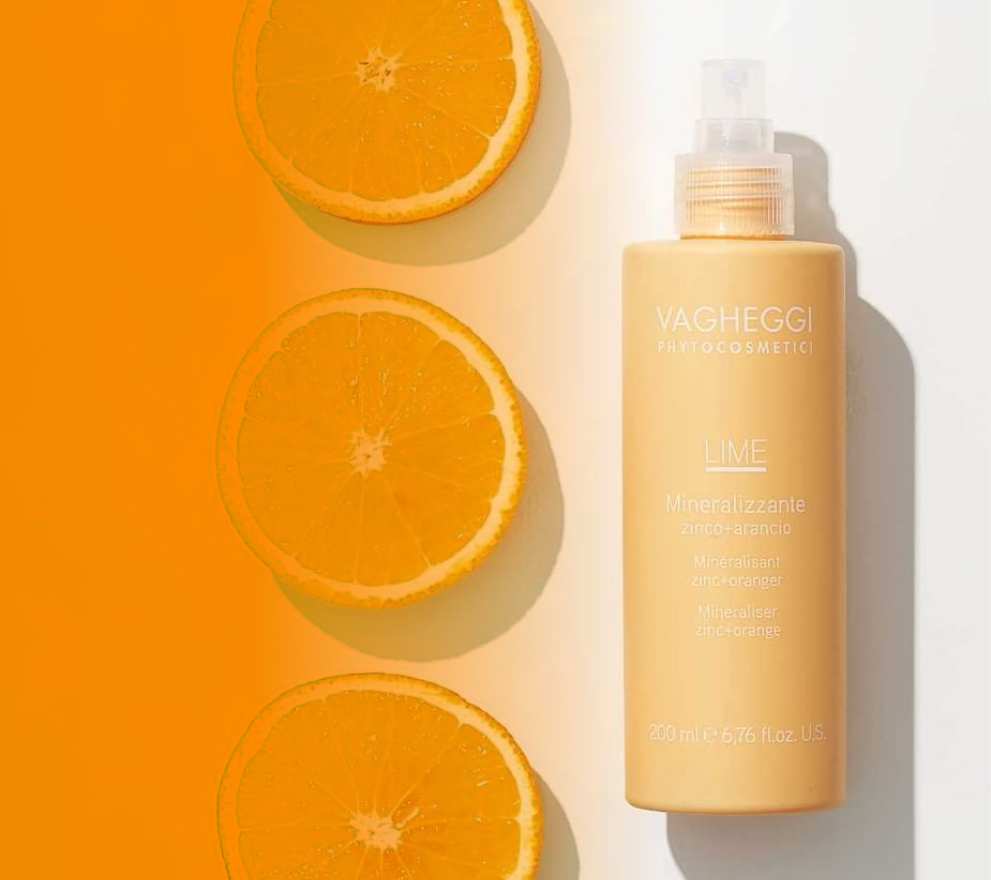 VAGHEGGI
PHYTOCOSMETICI
LIME
Mineralizzante
zinco+arancio
Minéralisant
zinc+oranger
Mineraliser
zinc+orange
200 ml e 6,76 fl.oz. U.S.